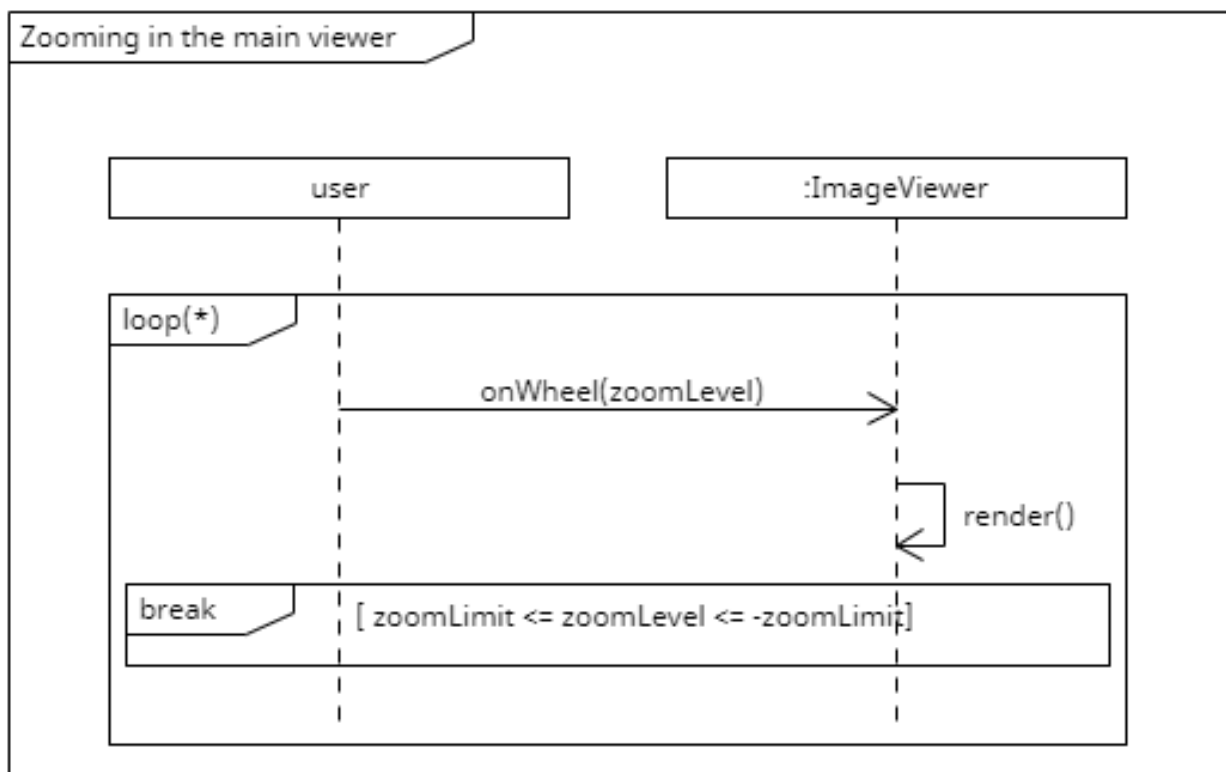 Zooming in the main viewer
user
:ImageViewer
loop(*)
onWheel(zoomLevel)
render()
break
[ zoomLimit <= zoomLevel <= -zoomLimit]